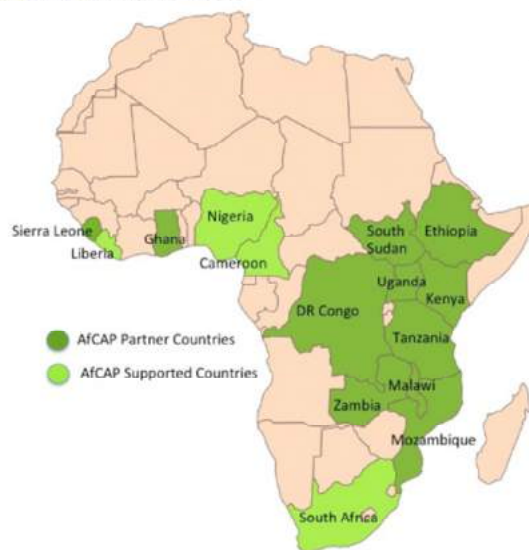 Nigeria
Sierra Leone
Ghana
Liberia
Cameroon
South
Sudan
Ethiopia
Uganda
Kenya
DR Congo
Tanzania
AfCAP Partner Countries
AfCAP Supported Countries
Malawi
Zambia
Mozambique
South Africa